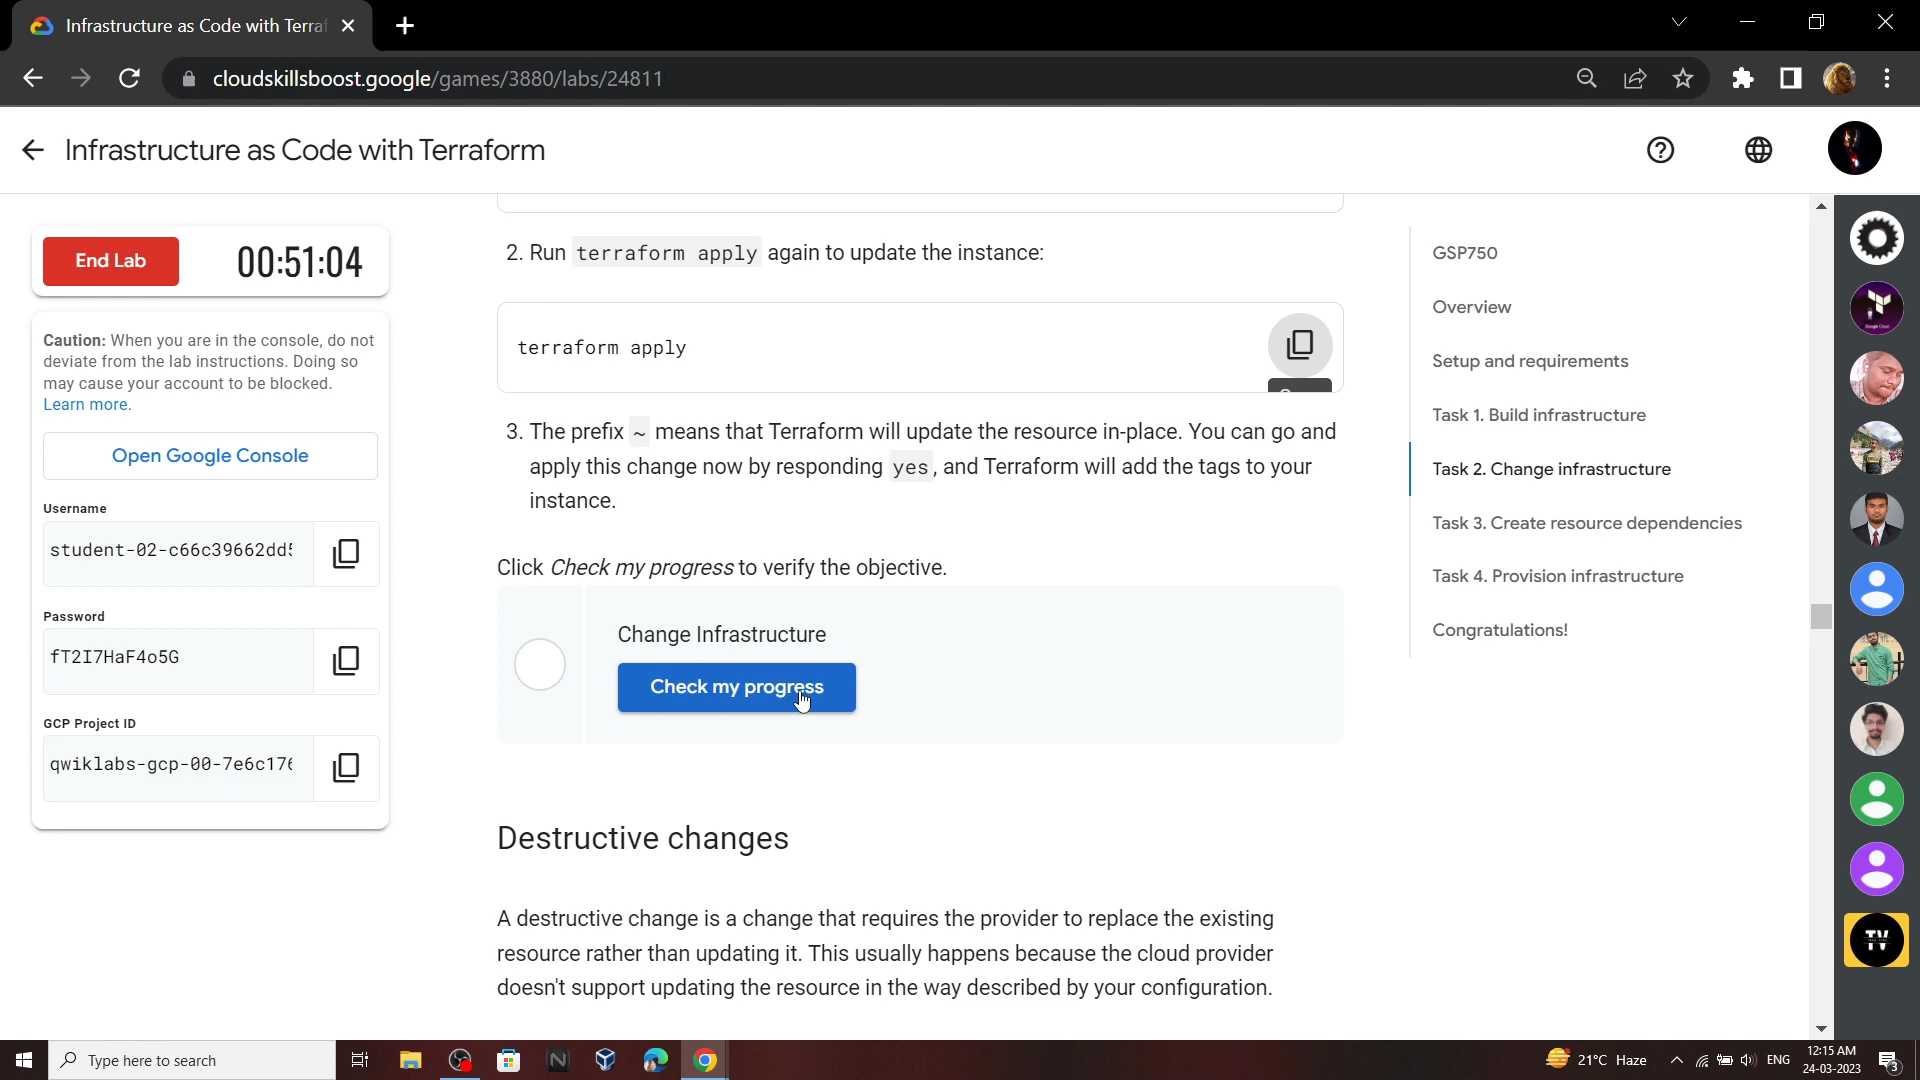 Infrastructure as Code with Terraf
cloudskillsboost.google/games/3880/labs/24811
Infrastructure as Code with Terraform
End Lab
00:51:04
Caution: When you are in the console, do not
deviate from the lab instructions. Doing so
may cause your account to be blocked.
Learn more.
Open Google Console
Username
student-02-c66c39662dd
Password
fT2I7HaF4o5G
GCP Project ID
qwiklabs-gcp-00-7e6c17
2. Run terraform apply again to update the instance:
terraform apply
3. The prefix ~ means that Terraform will update the resource in-place. You can go and
apply this change now by responding yes, and Terraform will add the tags to your
instance.
Click Check my progress to verify the objective.
Change Infrastructure
Check my progress
Destructive changes
A destructive change is a change that requires the provider to replace the existing
resource rather than updating it. This usually happens because the cloud provider
doesn't support updating the resource in the way described by your configuration.
GSP750
Overview
Setup and requirements
Task 1. Build infrastructure
Task 2. Change infrastructure
Task 3. Create resource dependencies
Task 4. Provision infrastructure
Congratulations!
TV
Type here to search
21°C Haze
ENG
12:15 AM
24-03-2023
3